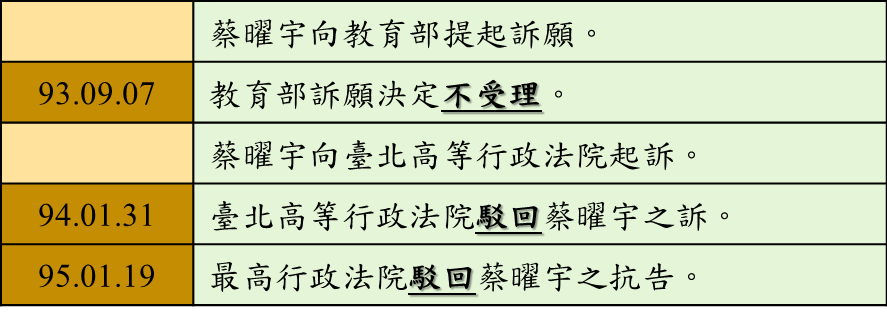 蔡曜宇向教育部提起訴願。
93.09.07 教育部訴願決定不受理。
蔡曜宇向臺北高等行政法院起訴。
94.01.31 臺北高等行政法院駁回蔡曜宇之訴。
95.01.19 最高行政法院駁回蔡曜宇之抗告。